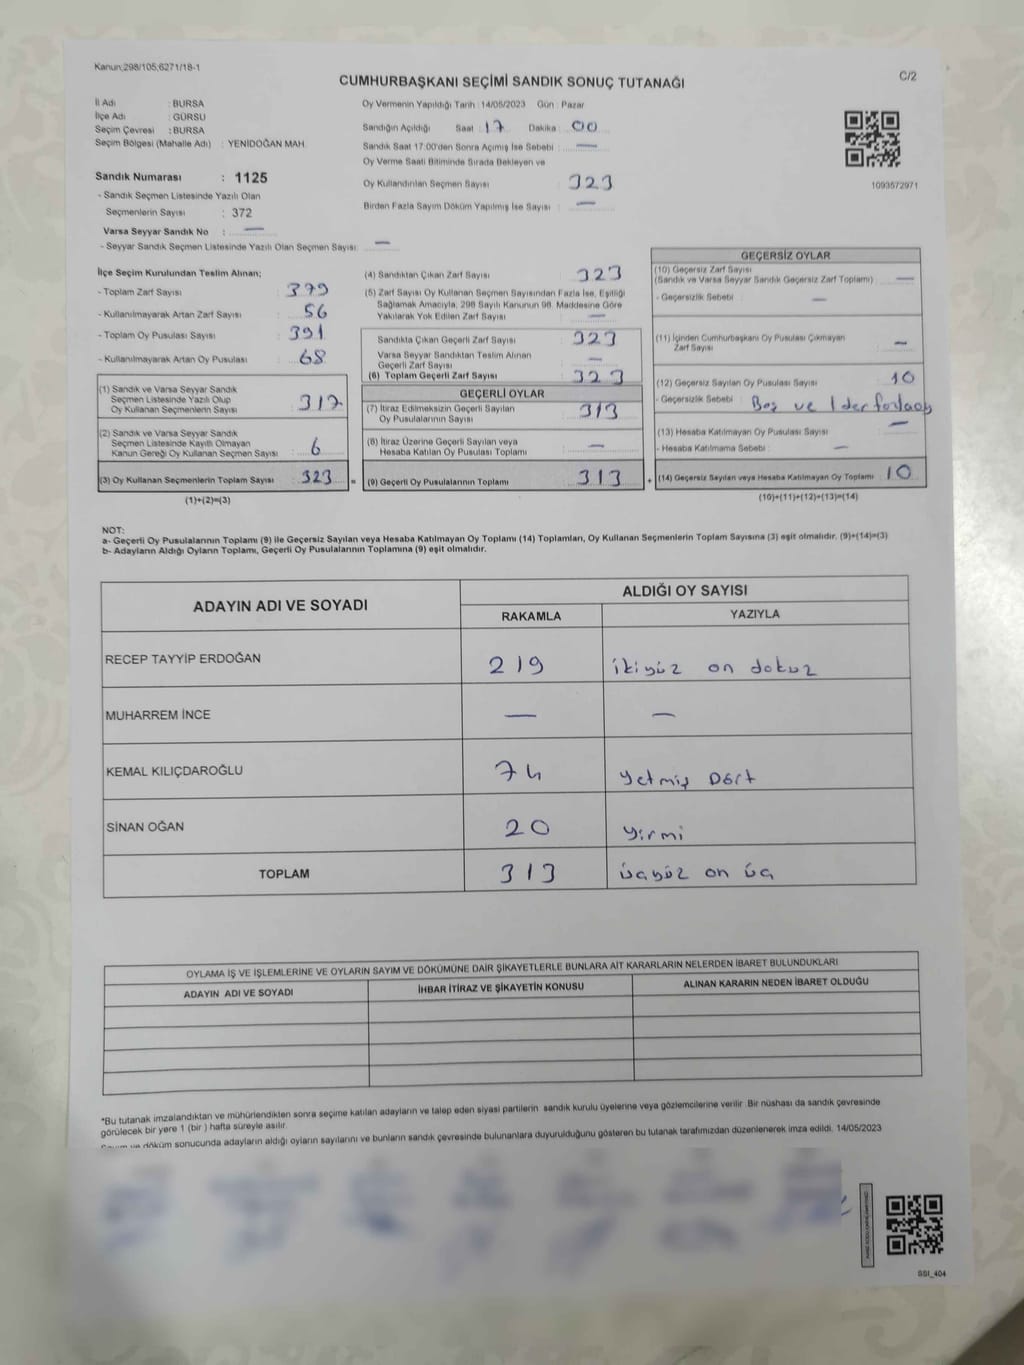 Kanun;298/105;6271/18-1
CUMHURBAŞKANI SEÇİMİ SANDIK SONUÇ TUTANAĞI
C/2
İl Adı : BURSA
İlçe Adı : GÜRSU
Seçim Çevresi : BURSA
Seçim Bölgesi (Mahalle Adı) : YENİDOĞAN MAH.
Sandık Numarası : 1125
- Sandık Seçmen Listesinde Yazılı Olan
Seçmenlerin Sayısı : 372
Varsa Seyyar Sandık No : —
- Seyyar Sandık Seçmen Listesinde Yazılı Olan Seçmen Sayısı: —
Oy Vermenin Yapıldığı Tarih : 14/05/2023 Gün : Pazar
Sandığın Açıldığı Saat : 17 Dakika : 00
Sandık Saat 17.00'den Sonra Açımış İse Sebebi : —
Oy Verme Saati Bitiminde Sırada Bekleyen ve
Oy Kullandırılan Seçmen Sayısı : 323
Birden Fazla Sayım Döküm Yapılmış İse Sayısı : —
1093572971
İlçe Seçim Kurulundan Teslim Alınan;
- Toplam Zarf Sayısı : 379
- Kullanılmayarak Artan Zarf Sayısı : 56
- Toplam Oy Pusulası Sayısı : 391
- Kullanılmayarak Artan Oy Pusulası : 68
(1) Sandık ve Varsa Seyyar Sandık
Seçmen Listesinde Yazılı Olup
Oy Kullanan Seçmenlerin Sayısı : 317
(2) Sandık ve Varsa Seyyar Sandık
Seçmen Listesinde Kayıtlı Olmayan
Kanun Gereği Oy Kullanan Seçmen Sayısı : 6
(3) Oy Kullanan Seçmenlerin Toplam Sayısı : 323 =
(1)+(2)=(3)
(4) Sandıktan Çıkan Zarf Sayısı : 323
(5) Zarf Sayısı Oy Kullanan Seçmen Sayısından Fazla İse, Eşitliği
Sağlamak Amacıyla, 298 Sayılı Kanunun 98. Maddesine Göre
Yakılarak Yok Edilen Zarf Sayısı : —
Sandıkta Çıkan Geçerli Zarf Sayısı : 323
Varsa Seyyar Sandıktan Teslim Alınan
Geçerli Zarf Sayısı : —
(6) Toplam Geçerli Zarf Sayısı : 323
GEÇERLİ OYLAR
(7) İtiraz Edilmeksizin Geçerli Sayılan
Oy Pusulalarının Sayısı : 313
(8) İtiraz Üzerine Geçerli Sayılan veya
Hesaba Katılan Oy Pusulası Toplamı : —
(9) Geçerli Oy Pusulalarının Toplamı : 313 +
GEÇERSİZ OYLAR
(10) Geçersiz Zarf Sayısı
(Sandık ve Varsa Seyyar Sandık Geçersiz Zarf Toplamı) : —
- Geçersizlik Sebebi : —
(11) İçinden Cumhurbaşkanı Oy Pusulası Çıkmayan
Zarf Sayısı : —
(12) Geçersiz Sayılan Oy Pusulası Sayısı : 10
- Geçersizlik Sebebi : Boş ve 1 den fazla oy
(13) Hesaba Katılmayan Oy Pusulası Sayısı : —
- Hesaba Katılmama Sebebi : —
(14) Geçersiz Sayılan veya Hesaba Katılmayan Oy Toplamı : 10
(10)+(11)+(12)+(13)=(14)
NOT:
a- Geçerli Oy Pusulalarının Toplamı (9) ile Geçersiz Sayılan veya Hesaba Katılmayan Oy Toplamı (14) Toplamları, Oy Kullanan Seçmenlerin Toplam Sayısına (3) eşit olmalıdır. (9)+(14)=(3)
b- Adayların Aldığı Oyların Toplamı, Geçerli Oy Pusulalarının Toplamına (9) eşit olmalıdır.
ADAYIN ADI VE SOYADI
ALDIĞI OY SAYISI
RAKAMLA YAZIYLA
RECEP TAYYİP ERDOĞAN 219 ikiyüz on dokuz
MUHARREM İNCE — —
KEMAL KILIÇDAROĞLU 74 Yetmiş Dört
SİNAN OĞAN 20 Yirmi
TOPLAM 313 üçyüz on üç
OYLAMA İŞ VE İŞLEMLERİNE VE OYLARIN SAYIM VE DÖKÜMÜNE DAİR ŞİKAYETLERLE BUNLARA AİT KARARLARIN NELERDEN İBARET BULUNDUKLARI
ADAYIN ADI VE SOYADI İHBAR İTİRAZ VE ŞİKAYETİN KONUSU ALINAN KARARIN NEDEN İBARET OLDUĞU
*Bu tutanak imzalandıktan ve mühürlendikten sonra seçime katılan adayların ve talep eden siyasi partilerin sandık kurulu üyelerine veya gözlemcilerine verilir. Bir nüshası da sandık çevresinde
görülecek bir yere 1 (bir ) hafta süreyle asılır.
döküm sonucunda adayların aldığı oyların sayılarını ve bunların sandık çevresinde bulunanlara duyurulduğunu gösteren bu tutanak tarafımızdan düzenlenerek imza edildi. 14/05/2023
SSI_404